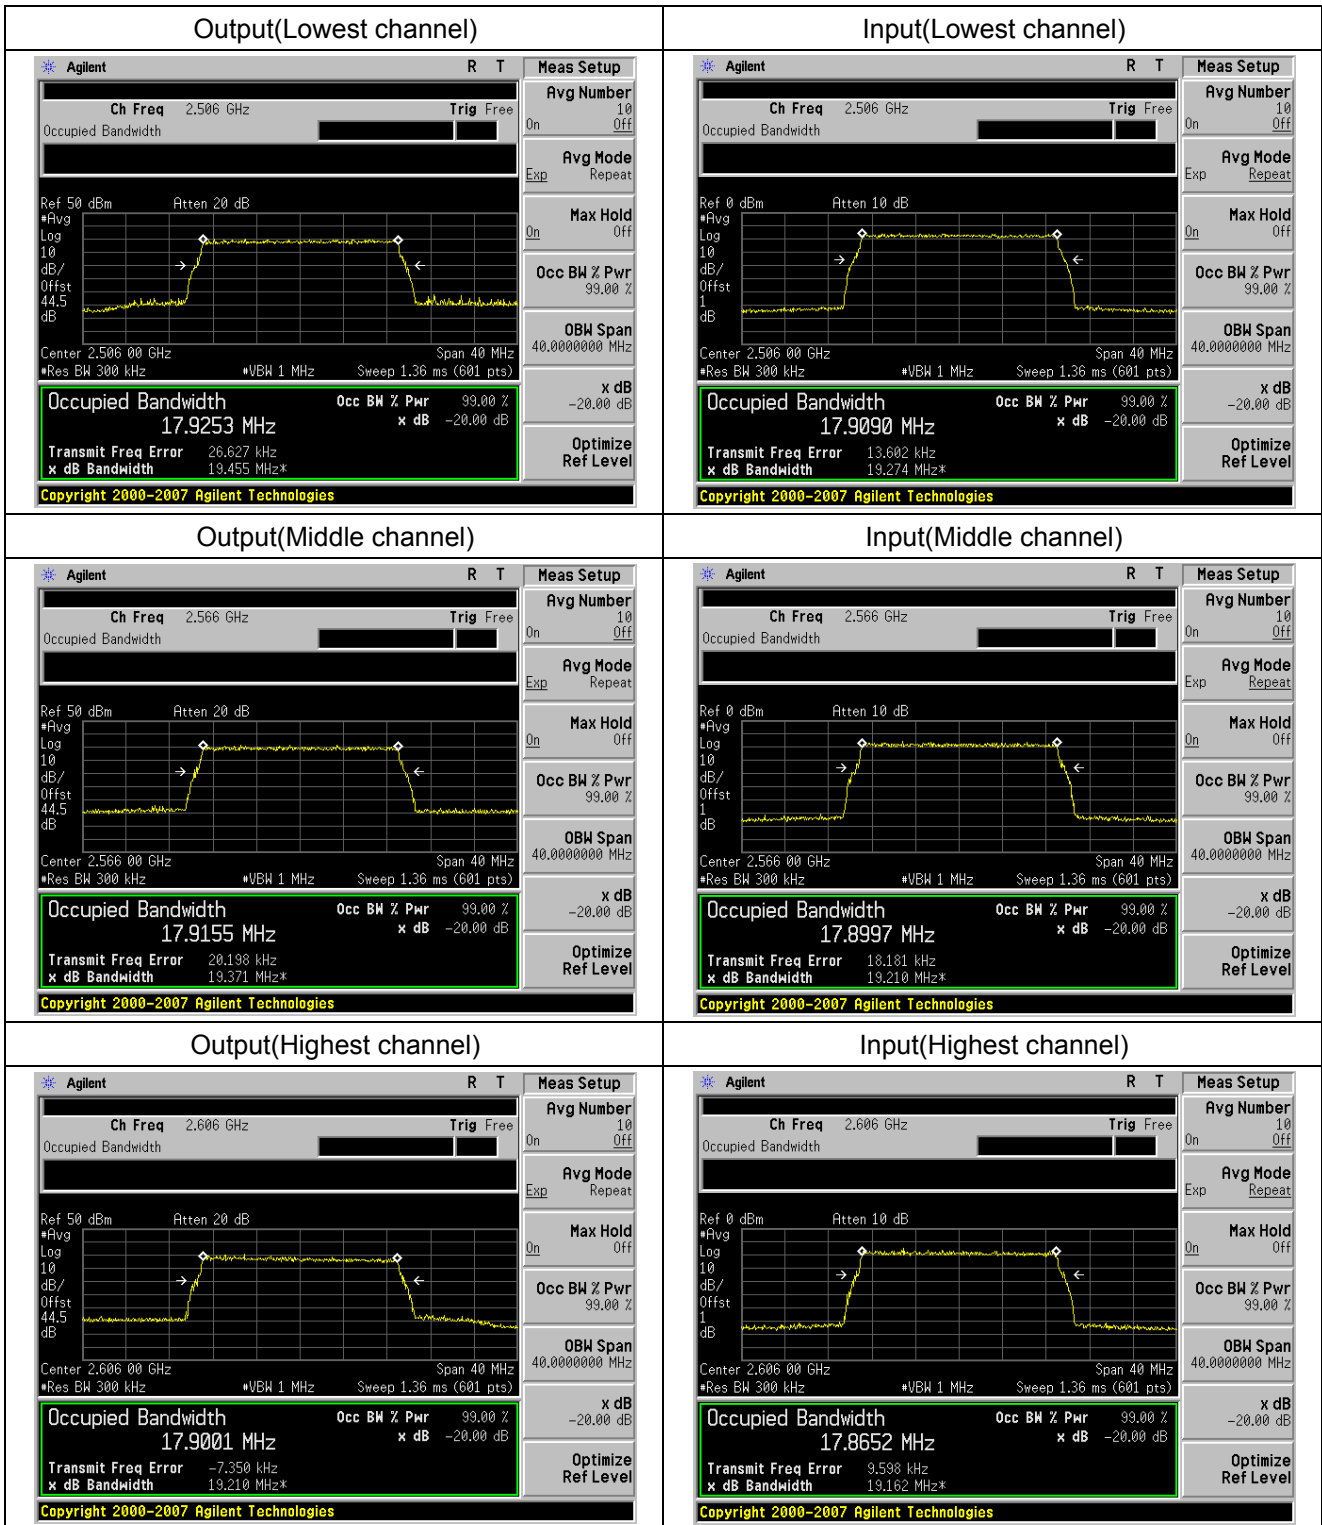 Output(Lowest channel)
Agilent R T
Meas Setup
Ch Freq 2.506 GHz Trig Free
Occupied Bandwidth
Avg Number
10
On Off
Avg Mode
Exp Repeat
Ref 50 dBm Atten 20 dB
#Avg
Log
10
dB/
Offst
44.5
dB
Max Hold
On Off
Occ BW % Pwr
99.00 %
OBW Span
40.0000000 MHz
Center 2.506 00 GHz Span 40 MHz
#Res BW 300 kHz #VBW 1 MHz Sweep 1.36 ms (601 pts)
x dB
-20.00 dB
Occupied Bandwidth Occ BW % Pwr 99.00 %
17.9253 MHz x dB -20.00 dB
Transmit Freq Error 26.627 kHz
x dB Bandwidth 19.455 MHz*
Optimize
Ref Level
Copyright 2000-2007 Agilent Technologies
Input(Lowest channel)
Agilent R T
Meas Setup
Ch Freq 2.506 GHz Trig Free
Occupied Bandwidth
Avg Number
10
On Off
Avg Mode
Exp Repeat
Ref 0 dBm Atten 10 dB
#Avg
Log
10
dB/
Offst
1
dB
Max Hold
On Off
Occ BW % Pwr
99.00 %
OBW Span
40.0000000 MHz
Center 2.506 00 GHz Span 40 MHz
#Res BW 300 kHz #VBW 1 MHz Sweep 1.36 ms (601 pts)
x dB
-20.00 dB
Occupied Bandwidth Occ BW % Pwr 99.00 %
17.9090 MHz x dB -20.00 dB
Transmit Freq Error 13.602 kHz
x dB Bandwidth 19.274 MHz*
Optimize
Ref Level
Copyright 2000-2007 Agilent Technologies
Output(Middle channel)
Agilent R T
Meas Setup
Ch Freq 2.566 GHz Trig Free
Occupied Bandwidth
Avg Number
10
On Off
Avg Mode
Exp Repeat
Ref 50 dBm Atten 20 dB
#Avg
Log
10
dB/
Offst
44.5
dB
Max Hold
On Off
Occ BW % Pwr
99.00 %
OBW Span
40.0000000 MHz
Center 2.566 00 GHz Span 40 MHz
#Res BW 300 kHz #VBW 1 MHz Sweep 1.36 ms (601 pts)
x dB
-20.00 dB
Occupied Bandwidth Occ BW % Pwr 99.00 %
17.9155 MHz x dB -20.00 dB
Transmit Freq Error 20.198 kHz
x dB Bandwidth 19.371 MHz*
Optimize
Ref Level
Copyright 2000-2007 Agilent Technologies
Input(Middle channel)
Agilent R T
Meas Setup
Ch Freq 2.566 GHz Trig Free
Occupied Bandwidth
Avg Number
10
On Off
Avg Mode
Exp Repeat
Ref 0 dBm Atten 10 dB
#Avg
Log
10
dB/
Offst
1
dB
Max Hold
On Off
Occ BW % Pwr
99.00 %
OBW Span
40.0000000 MHz
Center 2.566 00 GHz Span 40 MHz
#Res BW 300 kHz #VBW 1 MHz Sweep 1.36 ms (601 pts)
x dB
-20.00 dB
Occupied Bandwidth Occ BW % Pwr 99.00 %
17.8997 MHz x dB -20.00 dB
Transmit Freq Error 18.181 kHz
x dB Bandwidth 19.210 MHz*
Optimize
Ref Level
Copyright 2000-2007 Agilent Technologies
Output(Highest channel)
Agilent R T
Meas Setup
Ch Freq 2.606 GHz Trig Free
Occupied Bandwidth
Avg Number
10
On Off
Avg Mode
Exp Repeat
Ref 50 dBm Atten 20 dB
#Avg
Log
10
dB/
Offst
44.5
dB
Max Hold
On Off
Occ BW % Pwr
99.00 %
OBW Span
40.0000000 MHz
Center 2.606 00 GHz Span 40 MHz
#Res BW 300 kHz #VBW 1 MHz Sweep 1.36 ms (601 pts)
x dB
-20.00 dB
Occupied Bandwidth Occ BW % Pwr 99.00 %
17.9001 MHz x dB -20.00 dB
Transmit Freq Error -7.350 kHz
x dB Bandwidth 19.210 MHz*
Optimize
Ref Level
Copyright 2000-2007 Agilent Technologies
Input(Highest channel)
Agilent R T
Meas Setup
Ch Freq 2.606 GHz Trig Free
Occupied Bandwidth
Avg Number
10
On Off
Avg Mode
Exp Repeat
Ref 0 dBm Atten 10 dB
#Avg
Log
10
dB/
Offst
1
dB
Max Hold
On Off
Occ BW % Pwr
99.00 %
OBW Span
40.0000000 MHz
Center 2.606 00 GHz Span 40 MHz
#Res BW 300 kHz #VBW 1 MHz Sweep 1.36 ms (601 pts)
x dB
-20.00 dB
Occupied Bandwidth Occ BW % Pwr 99.00 %
17.8652 MHz x dB -20.00 dB
Transmit Freq Error 9.598 kHz
x dB Bandwidth 19.162 MHz*
Optimize
Ref Level
Copyright 2000-2007 Agilent Technologies